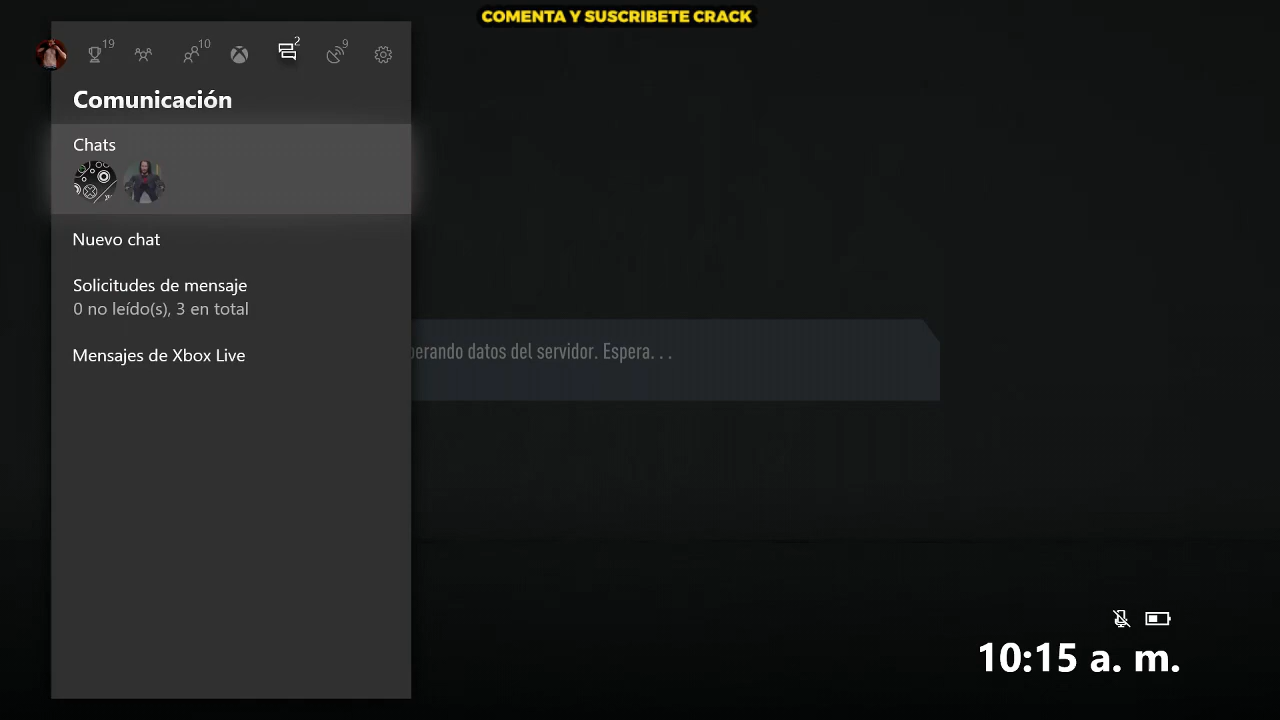 COMENTA Y SUSCRIBETE CRACK
19
10
2
9
Comunicación
Chats
Nuevo chat
Solicitudes de mensaje
0 no leído(s), 3 en total
Mensajes de Xbox Live
perando datos del servidor. Espera. . .
10:15 a. m.